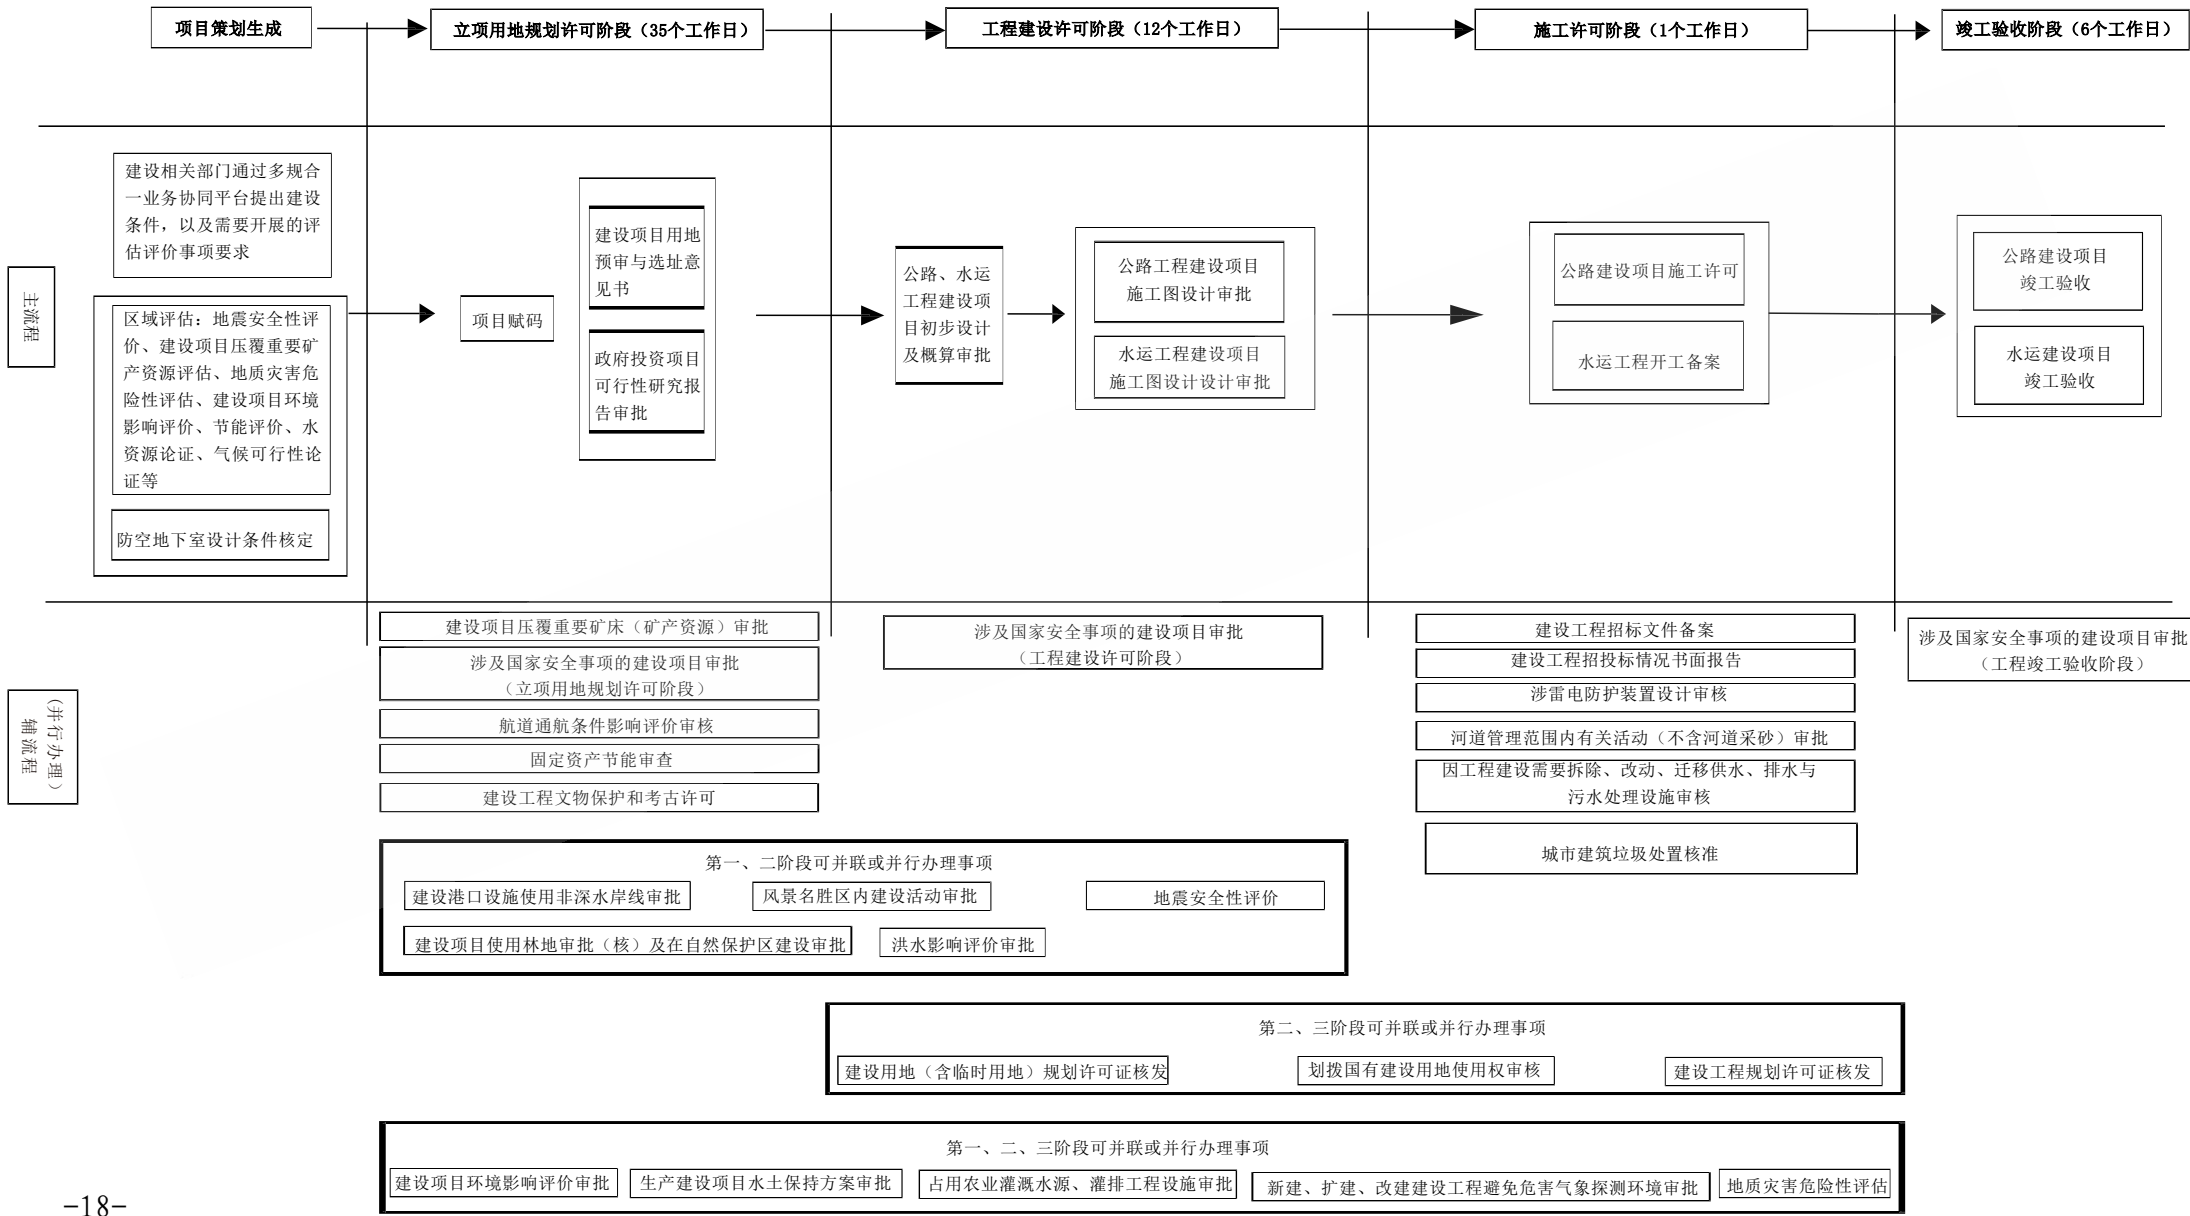 项目策划生成
立项用地规划许可阶段（35个工作日）
工程建设许可阶段（12个工作日）
施工许可阶段（1个工作日）
竣工验收阶段（6个工作日）
主流程
建设相关部门通过多规合
一业务协同平台提出建设
条件，以及需要开展的评
估评价事项要求
区域评估：地震安全性评
价、建设项目压覆重要矿
产资源评估、地质灾害危
险性评估、建设项目环境
影响评价、节能评价、水
资源论证、气候可行性论
证等
防空地下室设计条件核定
项目赋码
建设项目用地
预审与选址意
见书
政府投资项目
可行性研究报
告审批
公路、水运
工程建设项
目初步设计
及概算审批
公路工程建设项目
施工图设计审批
水运工程建设项目
施工图设计设计审批
公路建设项目施工许可
水运工程开工备案
公路建设项目
竣工验收
水运建设项目
竣工验收
（并行办理）
辅流程
建设项目压覆重要矿床（矿产资源）审批
涉及国家安全事项的建设项目审批
（立项用地规划许可阶段）
航道通航条件影响评价审核
固定资产节能审查
建设工程文物保护和考古许可
涉及国家安全事项的建设项目审批
（工程建设许可阶段）
建设工程招标文件备案
建设工程招投标情况书面报告
涉雷电防护装置设计审核
河道管理范围内有关活动（不含河道采砂）审批
因工程建设需要拆除、改动、迁移供水、排水与
污水处理设施审核
城市建筑垃圾处置核准
涉及国家安全事项的建设项目审批
（工程竣工验收阶段）
第一、二阶段可并联或并行办理事项
建设港口设施使用非深水岸线审批
风景名胜区内建设活动审批
地震安全性评价
建设项目使用林地审批（核）及在自然保护区建设审批
洪水影响评价审批
第二、三阶段可并联或并行办理事项
建设用地（含临时用地）规划许可证核发
划拨国有建设用地使用权审核
建设工程规划许可证核发
第一、二、三阶段可并联或并行办理事项
建设项目环境影响评价审批
生产建设项目水土保持方案审批
占用农业灌溉水源、灌排工程设施审批
新建、扩建、改建建设工程避免危害气象探测环境审批
地质灾害危险性评估
-18-